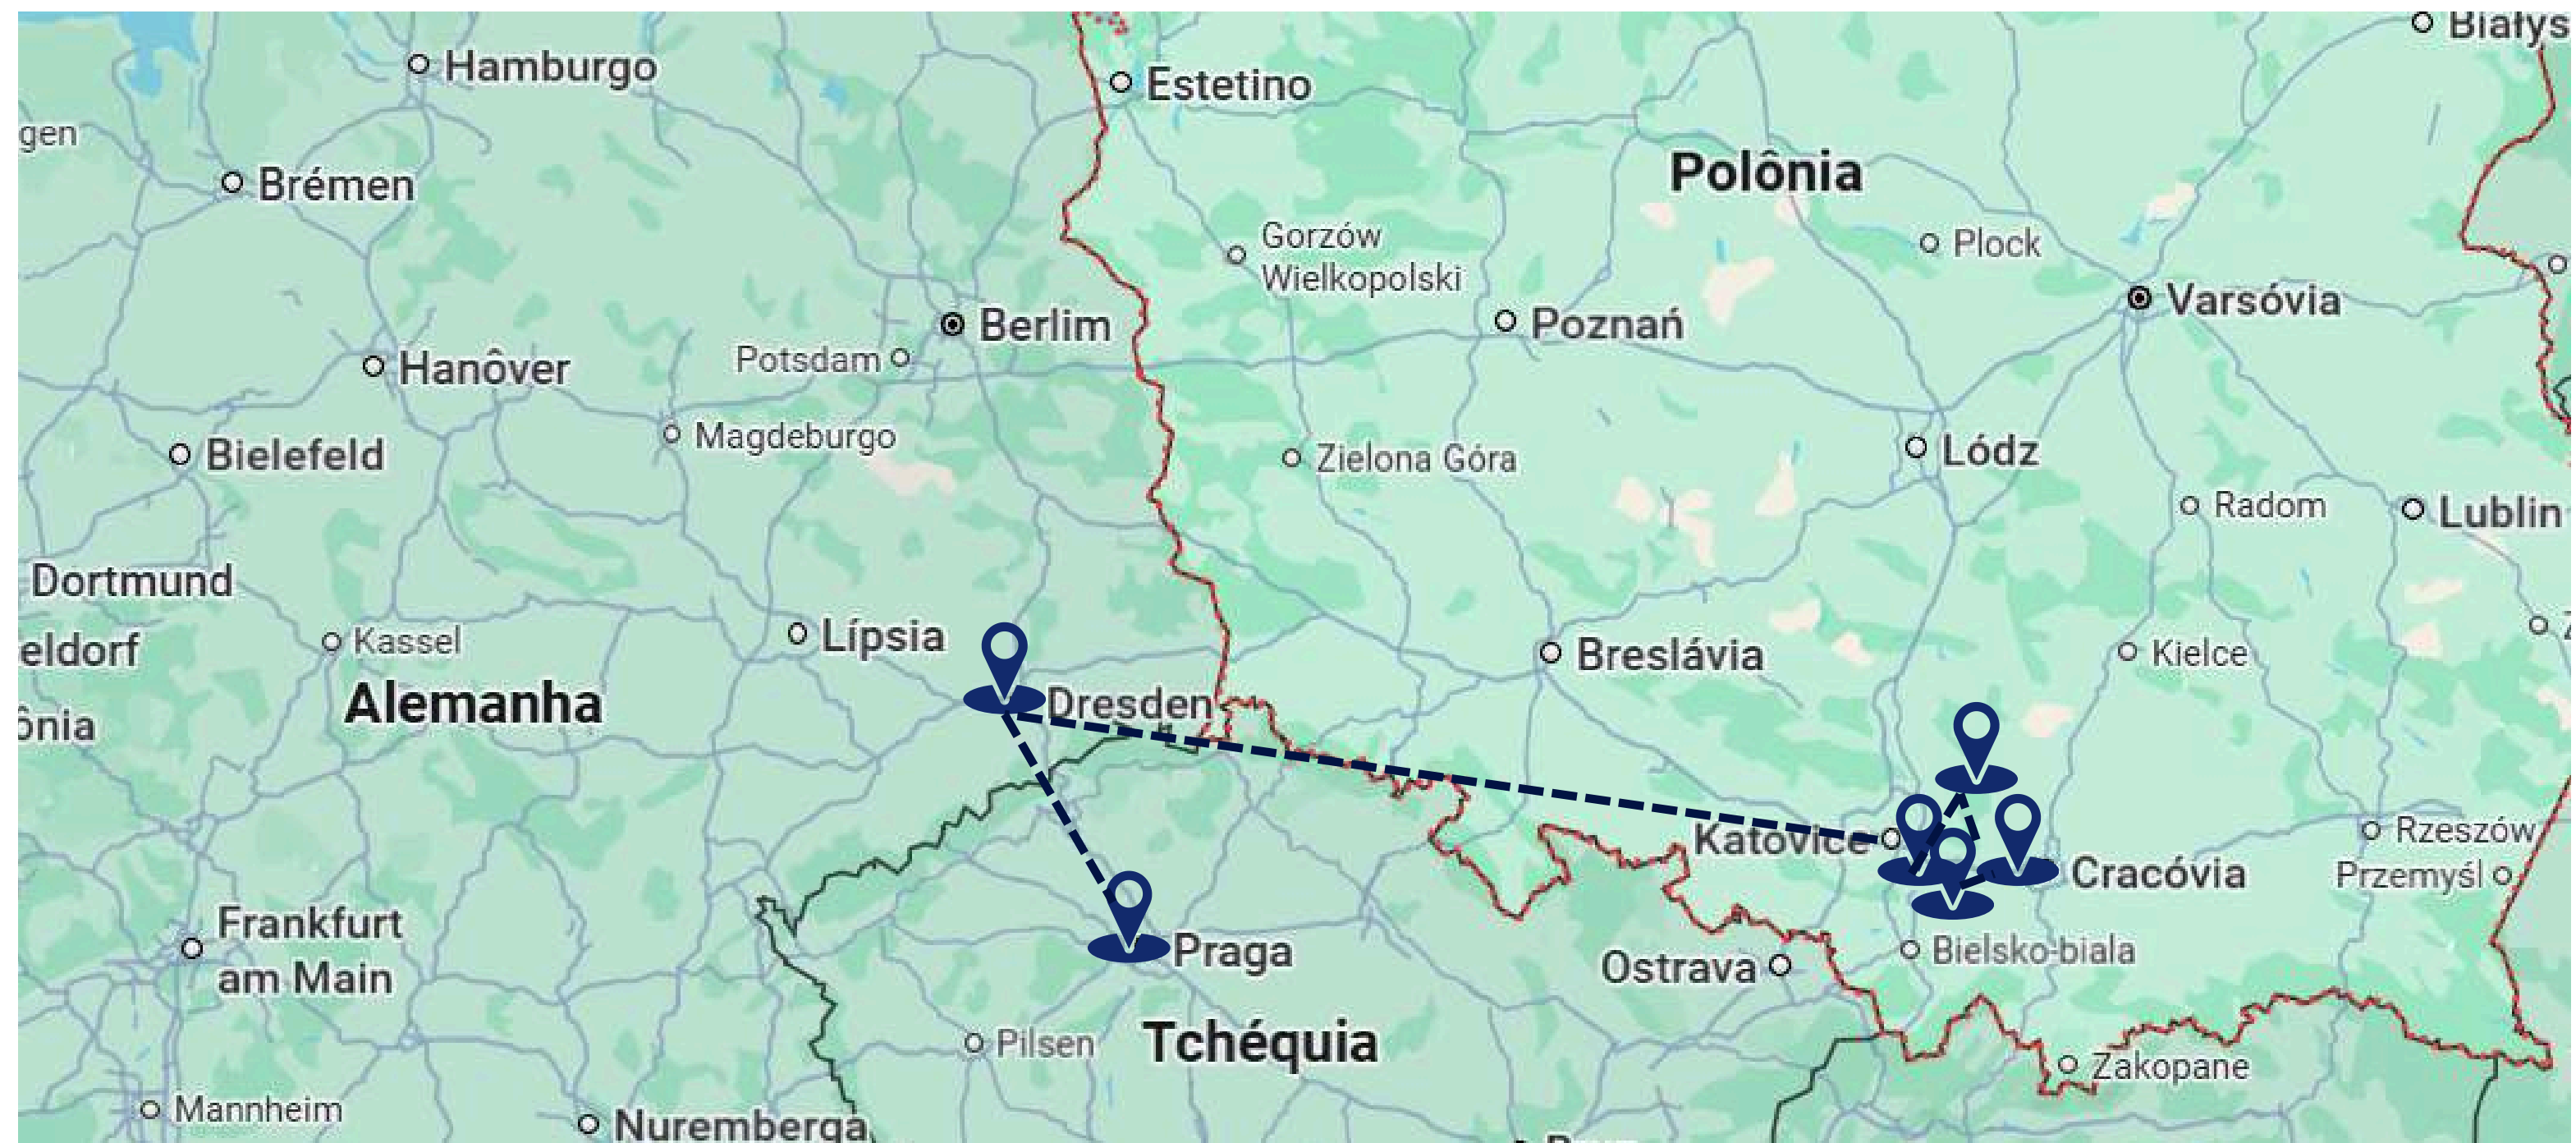 Hamburgo
Estetino
Białys
gen
Brémen
Polônia
Gorzów
Wielkopolski
Plock
Varsóvia
Berlim
Poznań
Potsdam
Hanôver
Magdeburgo
Bielefeld
Zielona Góra
Lódz
Radom
Lublin
Dortmund
Kassel
Lípsia
eldorf
Breslávia
Kielce
Alemanha
Dresden
ônia
Katovice
Rzeszów
Cracóvia
Przemyśl
Frankfurt
am Main
Praga
Ostrava
Bielsko-biala
Pilsen
Tchéquia
Zakopane
Mannheim
Nuremberga